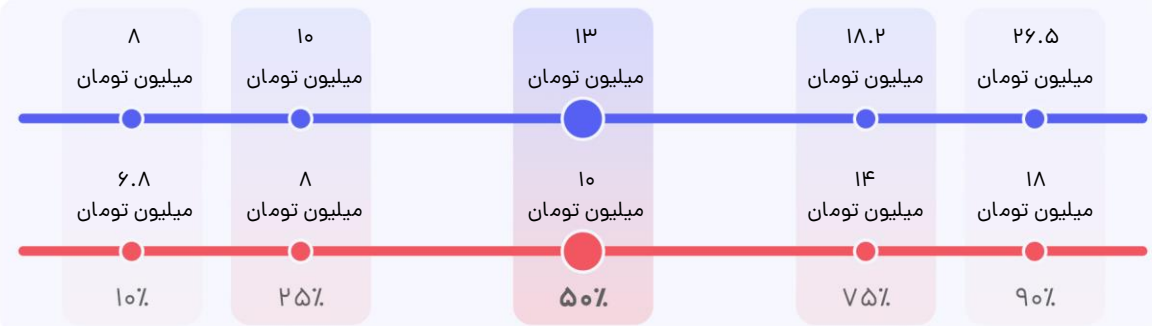 ۸ ۱۰ ۱۳ ۱۸.۲ ۲۶.۵
میلیون تومان میلیون تومان میلیون تومان میلیون تومان میلیون تومان
۶.۸ ۸ ۱۰ ۱۴ ۱۸
میلیون تومان میلیون تومان میلیون تومان میلیون تومان میلیون تومان
۱۰٪ ۲۵٪ ۵۰٪ ۷۵٪ ۹۰٪